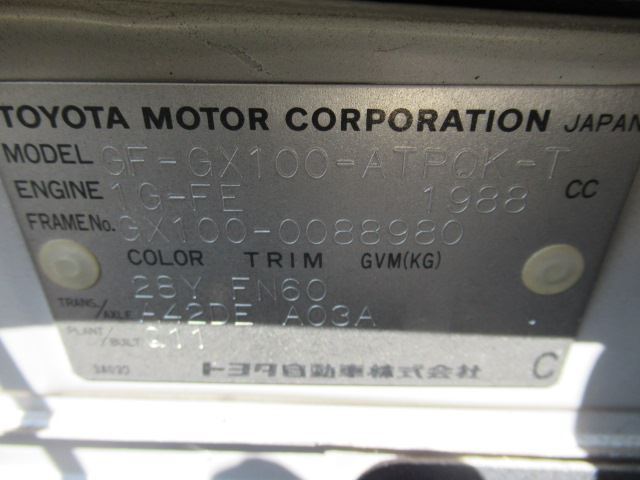 TOYOTA MOTOR CORPORATION JAPAN
MODEL GF-GX100-ATPQK-T
ENGINE 1G-FE 1988 CC
FRAME No. GX100-0088980
COLOR TRIM GVM(KG)
28Y FN60
TRANS./AXLE A42DE A03A
PLANT/BUILT 211
トヨタ自動車株式会社 C